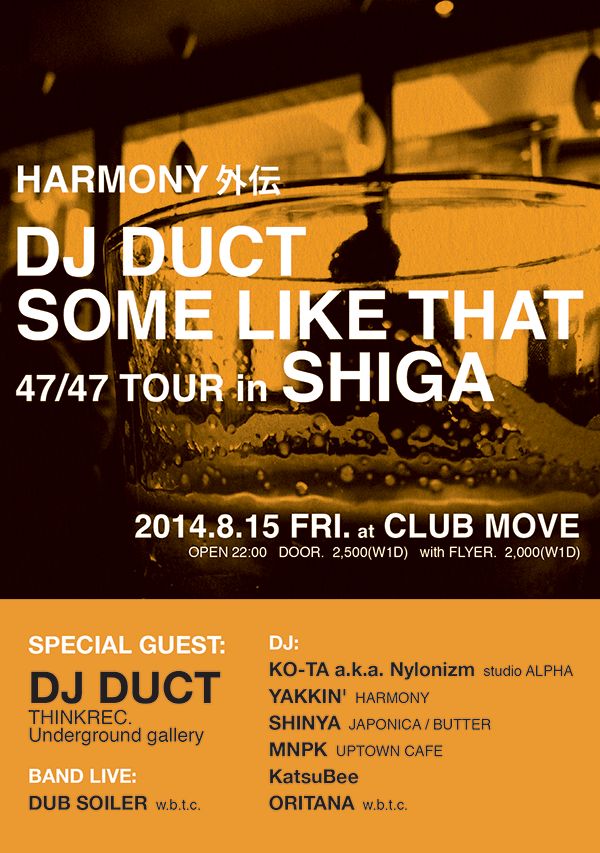 HARMONY 外伝
DJ DUCT
SOME LIKE THAT
47/47 TOUR in SHIGA
2014.8.15 FRI. at CLUB MOVE
OPEN 22:00 DOOR. 2,500(W1D) with FLYER. 2,000(W1D)
SPECIAL GUEST:
DJ DUCT
THINKREC.
Underground gallery
BAND LIVE:
DUB SOILER w.b.t.c.
DJ:
KO-TA a.k.a. Nylonizm studio ALPHA
YAKKIN' HARMONY
SHINYA JAPONICA / BUTTER
MNPK UPTOWN CAFE
KatsuBee
ORITANA w.b.t.c.